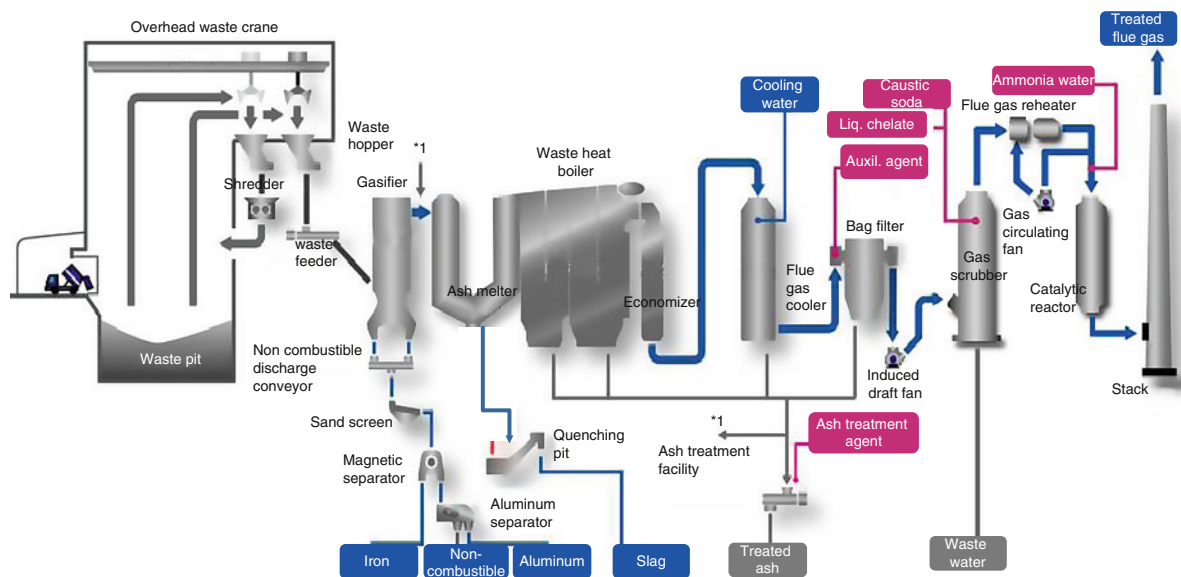 Overhead waste crane
Treated
flue gas
Cooling
water
Caustic
soda
Ammonia water
Flue gas reheater
Liq. chelate
Waste
hopper
*1
Waste heat
boiler
Auxil. agent
Gasifier
Shredder
Bag filter
Gas
circulating
fan
waste
feeder
Gas
scrubber
Flue
gas
cooler
Ash melter
Economizer
Catalytic
reactor
Waste pit
Non combustible
discharge
conveyor
Induced
draft fan
Stack
Sand screen
*1
Ash treatment
agent
Quenching
pit
Ash treatment
facility
Magnetic
separator
Aluminum
separator
Iron
Non-
combustible
Aluminum
Slag
Treated
ash
Waste
water